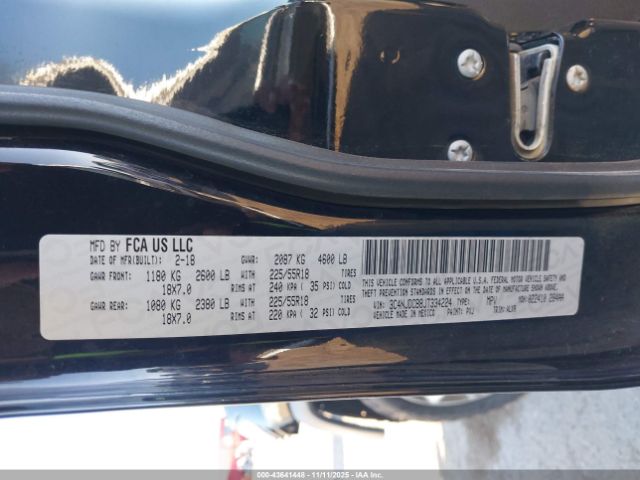 MFD BY FCA US LLC
DATE OF MFR(BUILT): 2-18 GVWR: 2087 KG 4600 LB
GAWR FRONT: 1180 KG 2600 LB WITH 225/55R18 TIRES
18X7.0 RIMS AT 240 KPA ( 35 PSI) COLD
GAWR REAR: 1080 KG 2380 LB WITH 225/55R18 TIRES
18X7.0 RIMS AT 220 KPA ( 32 PSI) COLD
THIS VEHICLE CONFORMS TO ALL APPLICABLE U.S.A. FEDERAL MOTOR VEHICLE SAFETY AND
THEFT PREVENTION STANDARDS IN EFFECT ON THE DATE OF MANUFACTURE SHOWN ABOVE.
VIN: 3C4NJDCB8JT334224 TYPE: MPV MDH: 022410
VEHICLE MADE IN MEXICO PAINT: PXJ TRIM:
000-43641448 - 11/11/2025 - IAAI.com